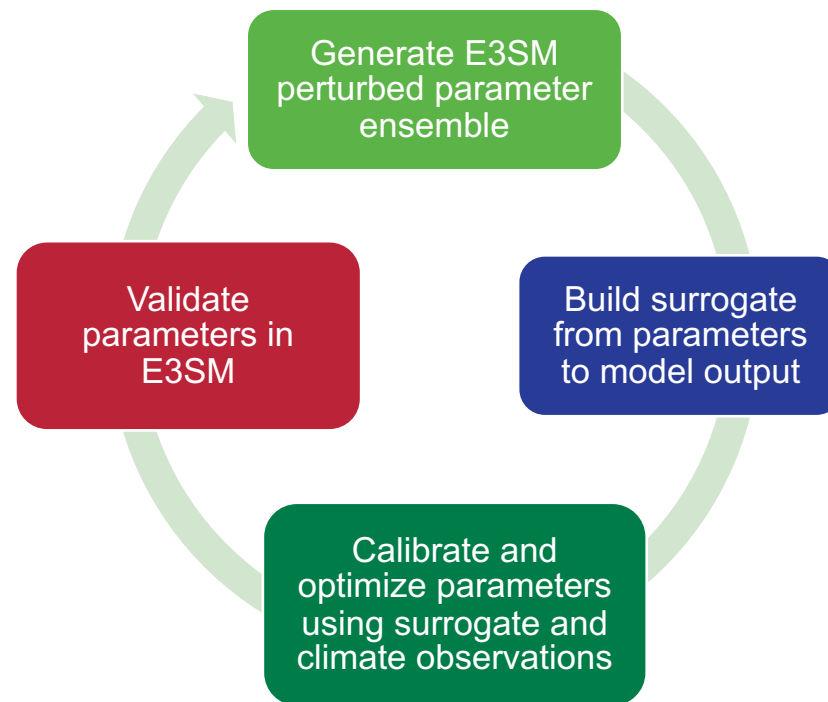 Generate E3SM
perturbed parameter
ensemble
Build surrogate
from parameters
to model output
Calibrate and
optimize parameters
using surrogate and
climate observations
Validate
parameters in
E3SM